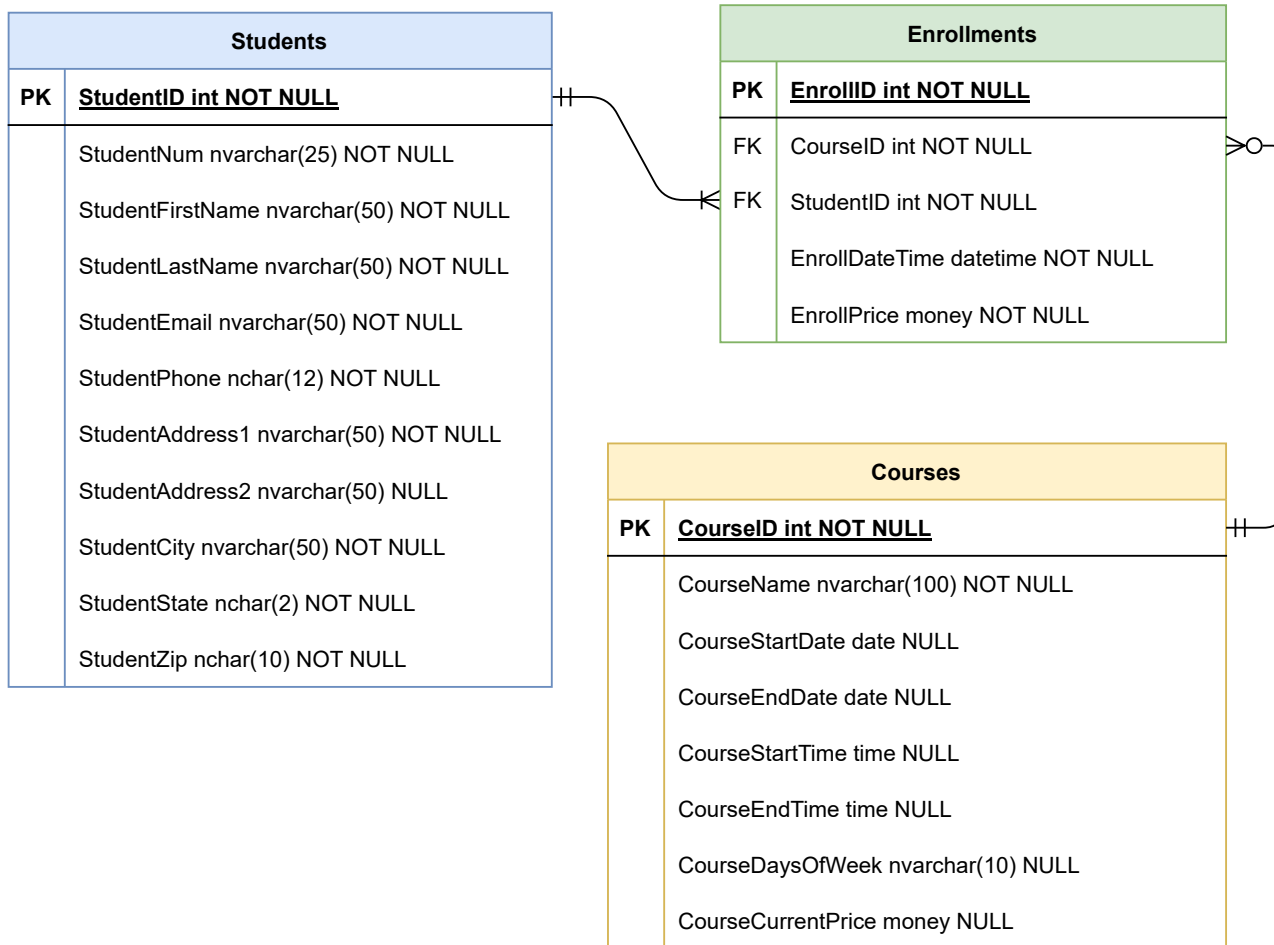 Students
PK StudentID int NOT NULL
StudentNum nvarchar(25) NOT NULL
StudentFirstName nvarchar(50) NOT NULL
StudentLastName nvarchar(50) NOT NULL
StudentEmail nvarchar(50) NOT NULL
StudentPhone nchar(12) NOT NULL
StudentAddress1 nvarchar(50) NOT NULL
StudentAddress2 nvarchar(50) NULL
StudentCity nvarchar(50) NOT NULL
StudentState nchar(2) NOT NULL
StudentZip nchar(10) NOT NULL
Enrollments
PK EnrollID int NOT NULL
FK CourseID int NOT NULL
FK StudentID int NOT NULL
EnrollDateTime datetime NOT NULL
EnrollPrice money NOT NULL
Courses
PK CourseID int NOT NULL
CourseName nvarchar(100) NOT NULL
CourseStartDate date NULL
CourseEndDate date NULL
CourseStartTime time NULL
CourseEndTime time NULL
CourseDaysOfWeek nvarchar(10) NULL
CourseCurrentPrice money NULL